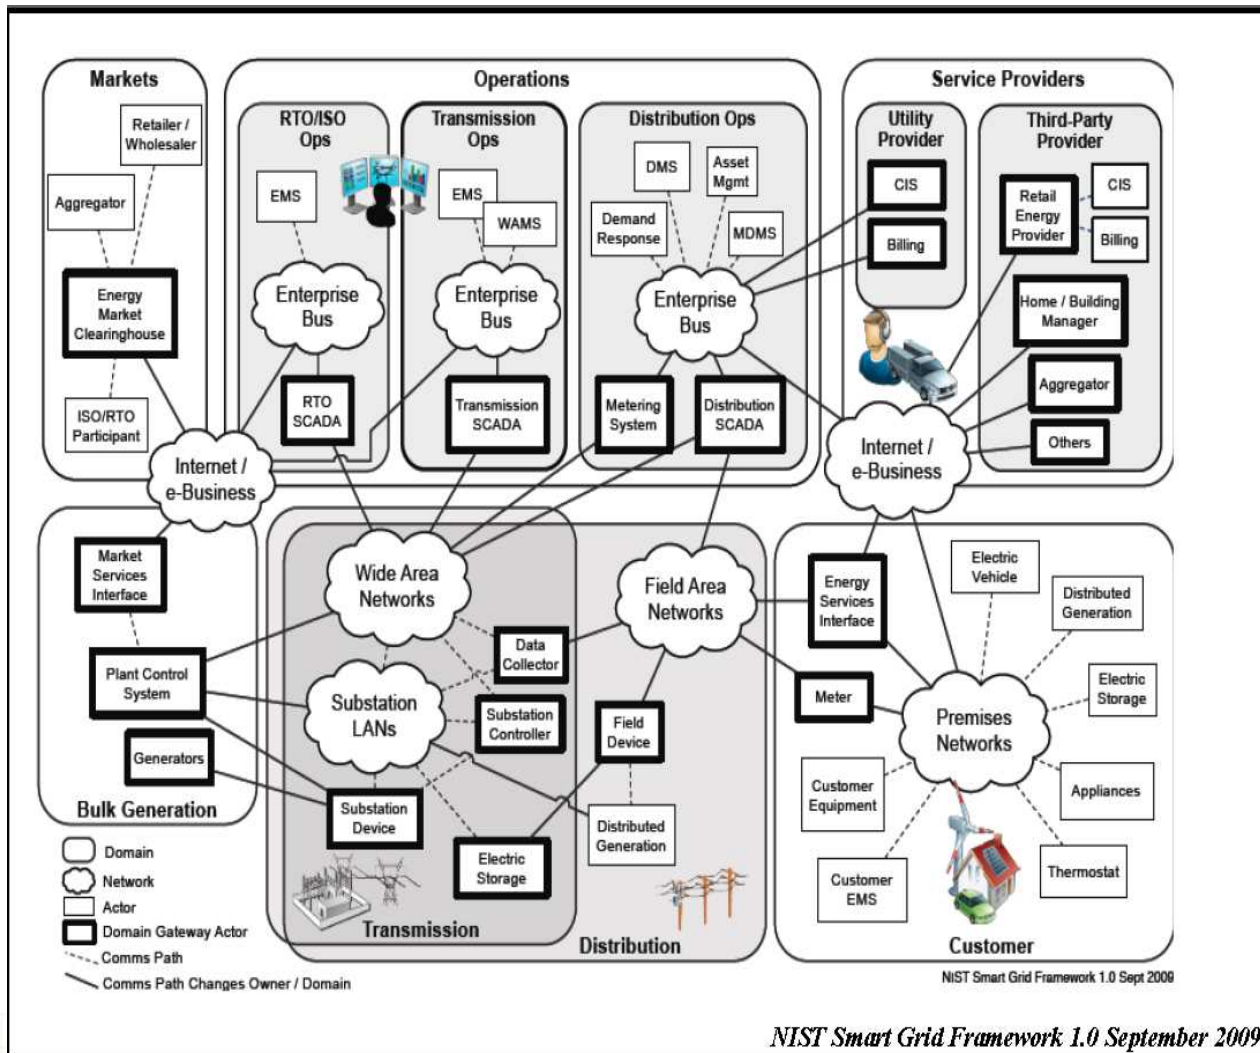 Markets
Operations
Service Providers
Retailer /
Wholesaler
Aggregator
Energy
Market
Clearinghouse
ISO/RTO
Participant
RTO/ISO
Ops
EMS
Enterprise
Bus
RTO
SCADA
Transmission
Ops
EMS
WAMS
Enterprise
Bus
Transmission
SCADA
Distribution Ops
DMS
Asset
Mgmt
Demand
Response
MDMS
Enterprise
Bus
Metering
System
Distribution
SCADA
Utility
Provider
CIS
Billing
Third-Party
Provider
Retail
Energy
Provider
CIS
Billing
Home / Building
Manager
Aggregator
Others
Internet /
e-Business
Internet /
e-Business
Market
Services
Interface
Plant Control
System
Generators
Bulk Generation
Wide Area
Networks
Substation
LANs
Data
Collector
Substation
Controller
Substation
Device
Electric
Storage
Transmission
Field Area
Networks
Field
Device
Distributed
Generation
Distribution
Energy
Services
Interface
Meter
Electric
Vehicle
Distributed
Generation
Electric
Storage
Premises
Networks
Customer
Equipment
Appliances
Customer
EMS
Thermostat
Customer
Domain
Network
Actor
Domain Gateway Actor
Comms Path
Comms Path Changes Owner / Domain
NIST Smart Grid Framework 1.0 Sept 2009
NIST Smart Grid Framework 1.0 September 2009